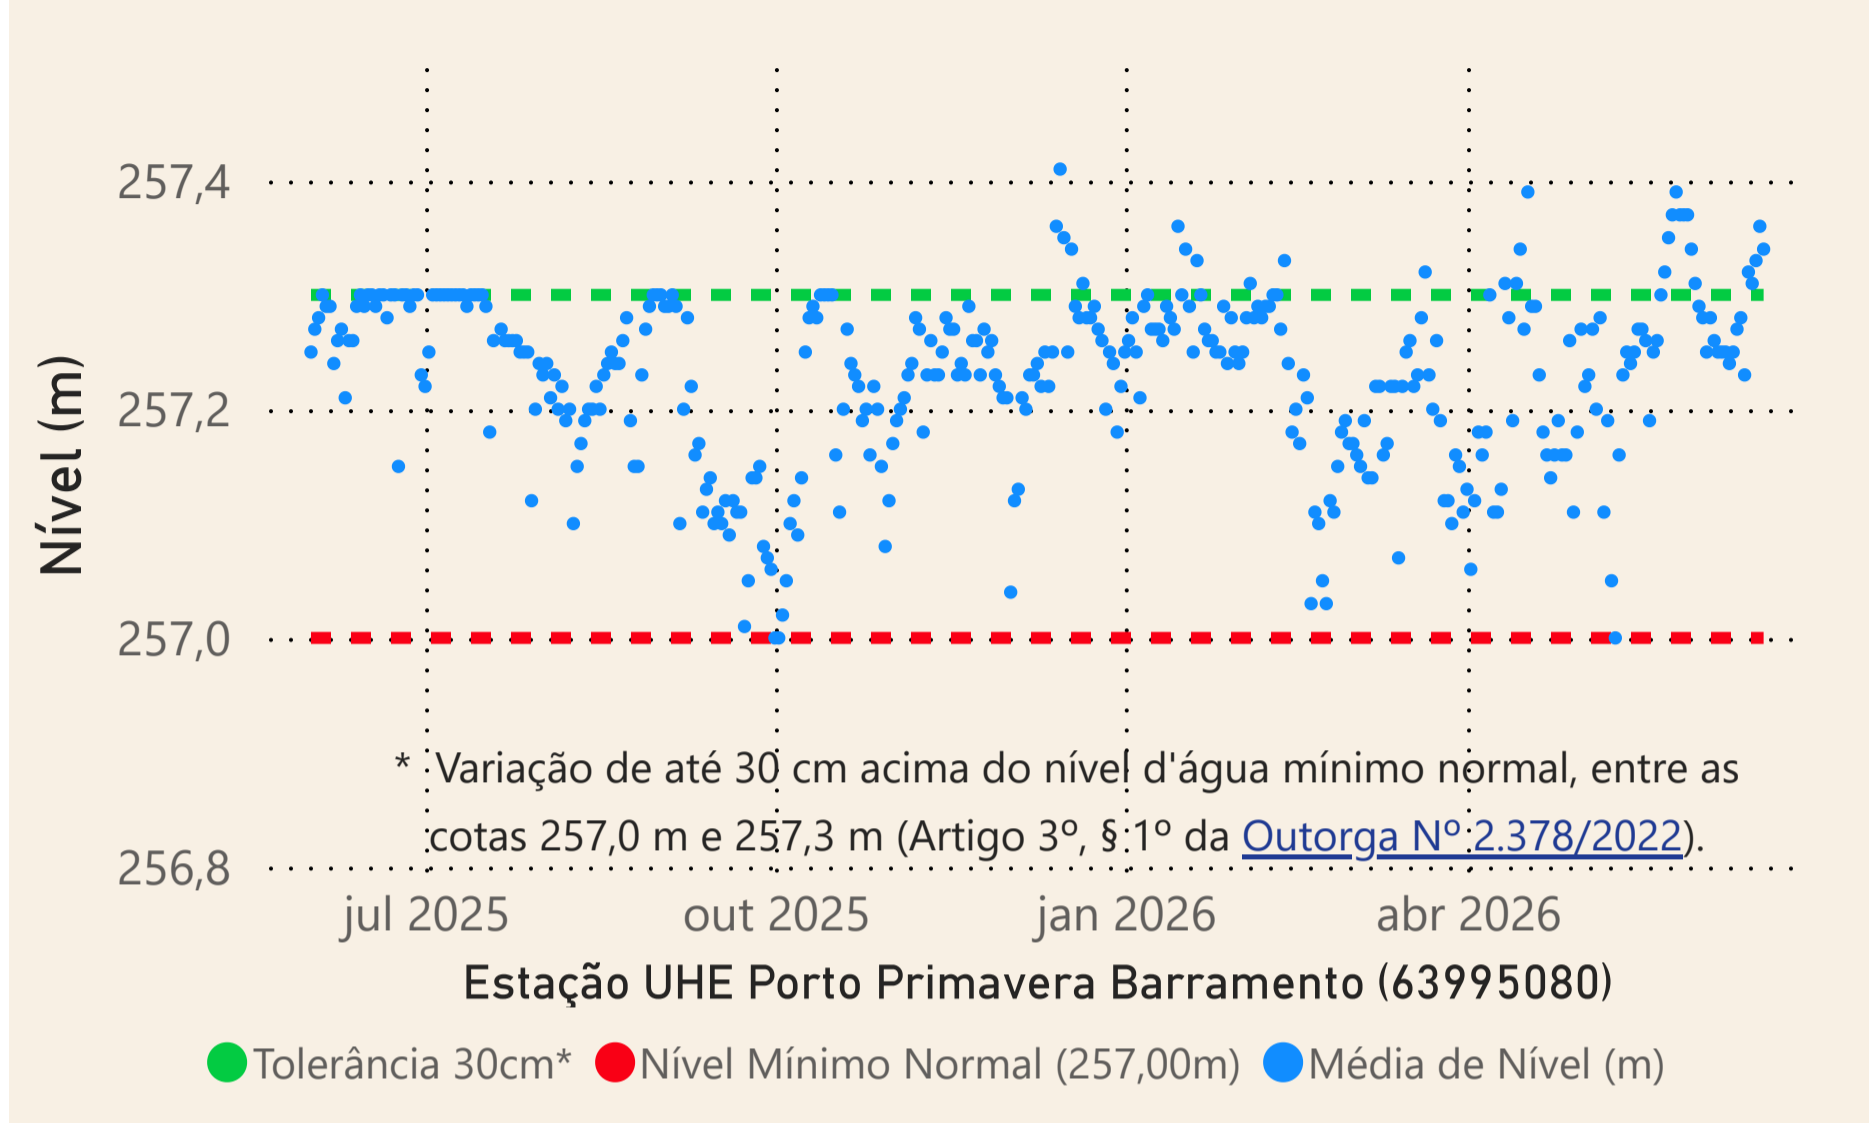 257,4
257,2
257,0
256,8
Nível (m)
* Variação de até 30 cm acima do nível d'água mínimo normal, entre as
cotas 257,0 m e 257,3 m (Artigo 3º, § 1º da Outorga Nº 2.378/2022).
jul 2025 out 2025 jan 2026 abr 2026
Estação UHE Porto Primavera Barramento (63995080)
Tolerância 30cm* Nível Mínimo Normal (257,00m) Média de Nível (m)